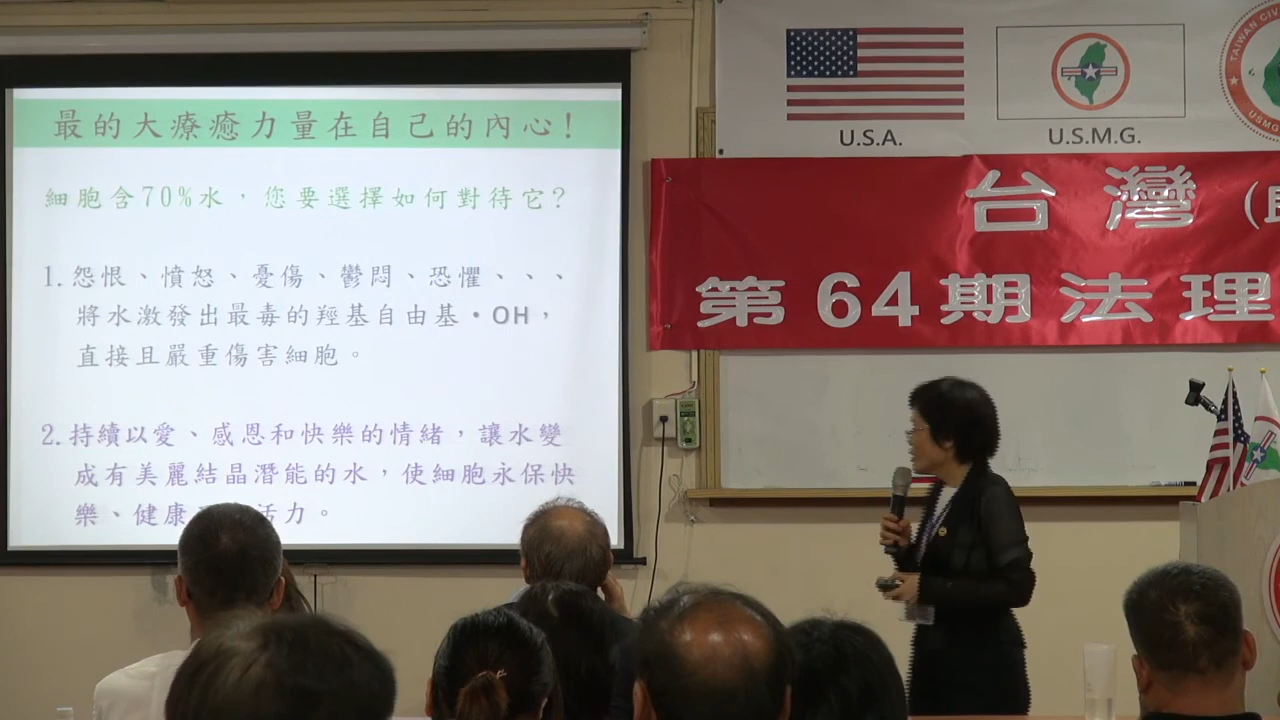 最的大療癒力量在自己的內心!
細胞含70%水，您要選擇如何對待它?
1. 怨恨、憤怒、憂傷、鬱悶、恐懼、、、
將水激發出最毒的羥基自由基•OH，
直接且嚴重傷害細胞。
2. 持續以愛、感恩和快樂的情緒，讓水變
成有美麗結晶潛能的水，使細胞永保快
樂、健康 活力。
U.S.A.
U.S.M.G.
TAIWAN CIV
USMG
台灣(
第64期法理